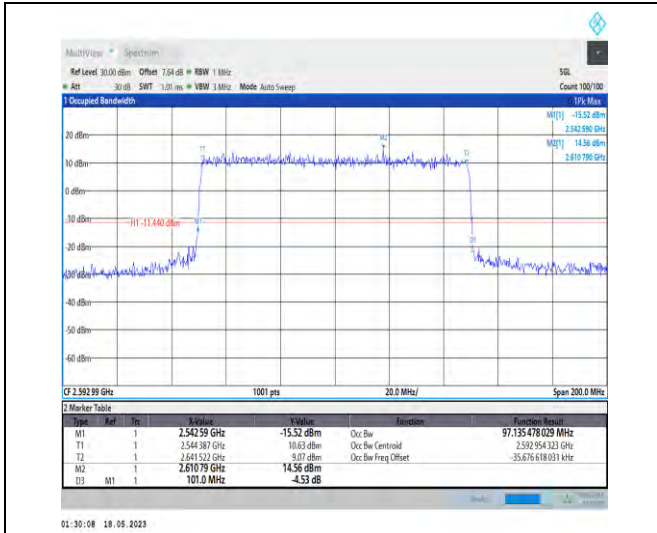 MultiView Spectrum
Ref Level 30.00 dBm Offset 7.64 dB RBW 1 MHz SGL
Att 30 dB SWT 1.01 ms VBW 3 MHz Mode Auto Sweep Count 100/100
1 Occupied Bandwidth 1Pk Max
M1[1] -15.52 dBm
2.542 590 GHz
M2[1] 14.56 dBm
2.610 790 GHz
20 dBm
M2
T1 T2
10 dBm
0 dBm
-10 dBm H1 -11.440 dBm M1
D3
-20 dBm
-30 dBm
-40 dBm
-50 dBm
-60 dBm
CF 2.592 99 GHz 1001 pts 20.0 MHz/ Span 200.0 MHz
2 Marker Table
Type Ref Trc X-Value Y-Value Function Function Result
M1 1 2.542 59 GHz -15.52 dBm Occ Bw 97.135 478 029 MHz
T1 1 2.544 387 GHz 10.63 dBm Occ Bw Centroid 2.592 954 323 GHz
T2 1 2.641 522 GHz 9.07 dBm Occ Bw Freq Offset -35.676 618 031 kHz
M2 1 2.610 79 GHz 14.56 dBm
D3 M1 1 101.0 MHz -4.53 dB
01:30:08 18.05.2023